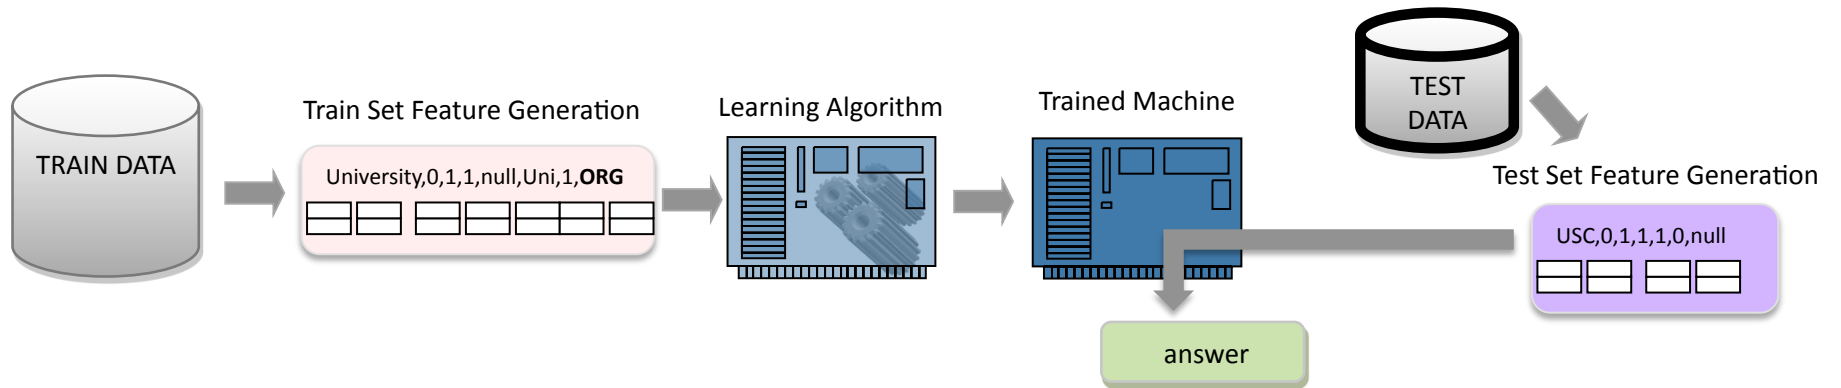 TRAIN DATA
Train Set Feature Generation
University,0,1,1,null,Uni,1,ORG
Learning Algorithm
Trained Machine
TEST
DATA
Test Set Feature Generation
USC,0,1,1,1,0,null
answer